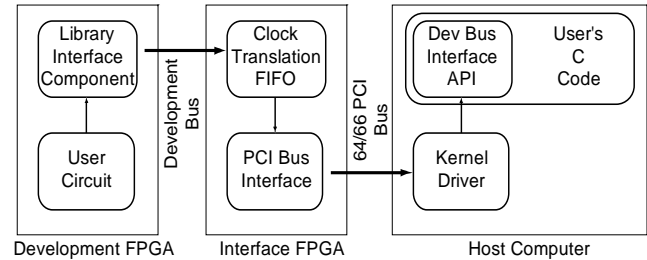 Library
Interface
Component
User
Circuit
Development FPGA
Development
Bus
Clock
Translation
FIFO
PCI Bus
Interface
Interface FPGA
64/66 PCI
Bus
Dev Bus
Interface
API
User's
C
Code
Kernel
Driver
Host Computer